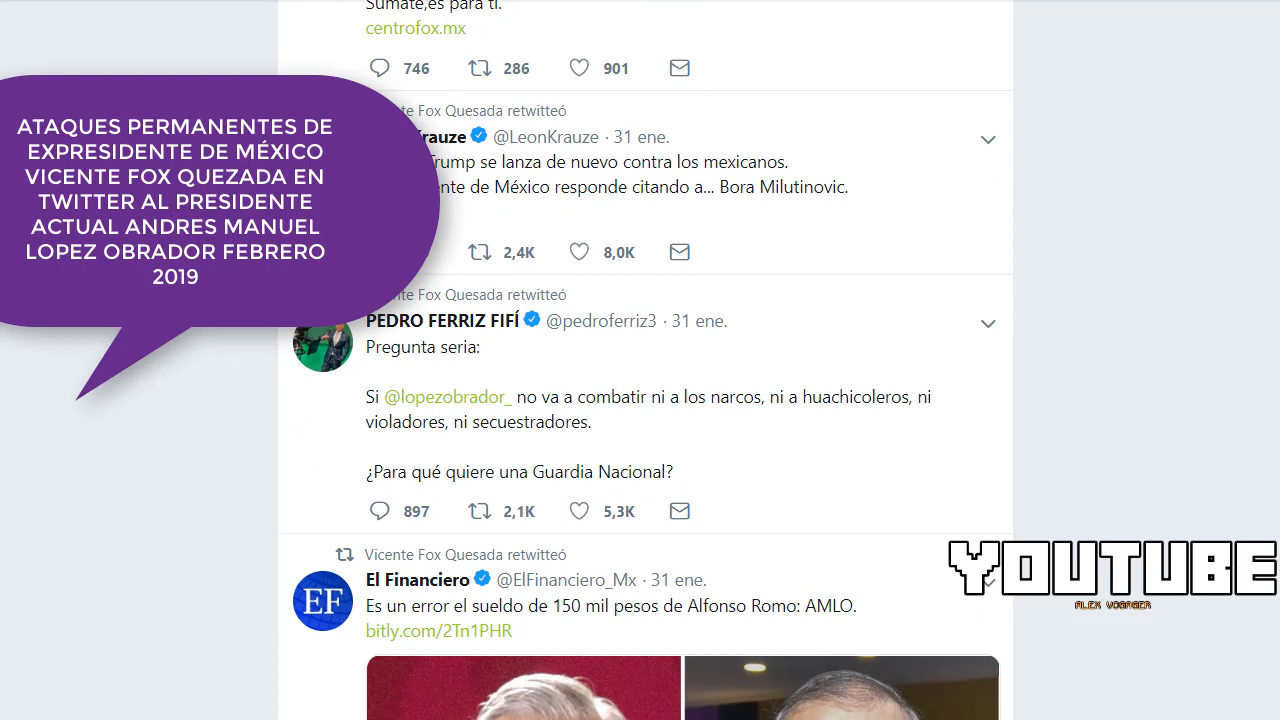 Súmate,es para ti.
centrofox.mx
746 286 901
ATAQUES PERMANENTES DE
EXPRESIDENTE DE MÉXICO
VICENTE FOX QUEZADA EN
TWITTER AL PRESIDENTE
ACTUAL ANDRES MANUEL
LOPEZ OBRADOR FEBRERO
2019
Fox Quesada retwitteó
Krauze @LeonKrauze · 31 ene.
Trump se lanza de nuevo contra los mexicanos.
de México responde citando a... Bora Milutinovic.
2,4K 8,0K
Fox Quesada retwitteó
PEDRO FERRIZ FIFÍ @pedroferriz3 · 31 ene.
Pregunta seria:
Si @lopezobrador_ no va a combatir ni a los narcos, ni a huachicoleros, ni
violadores, ni secuestradores.
¿Para qué quiere una Guardia Nacional?
897 2,1K 5,3K
Vicente Fox Quesada retwitteó
El Financiero @ElFinanciero_Mx · 31 ene.
Es un error el sueldo de 150 mil pesos de Alfonso Romo: AMLO.
bitly.com/2Tn1PHR
EF
YOUTUBE
ALEX VOGAGER